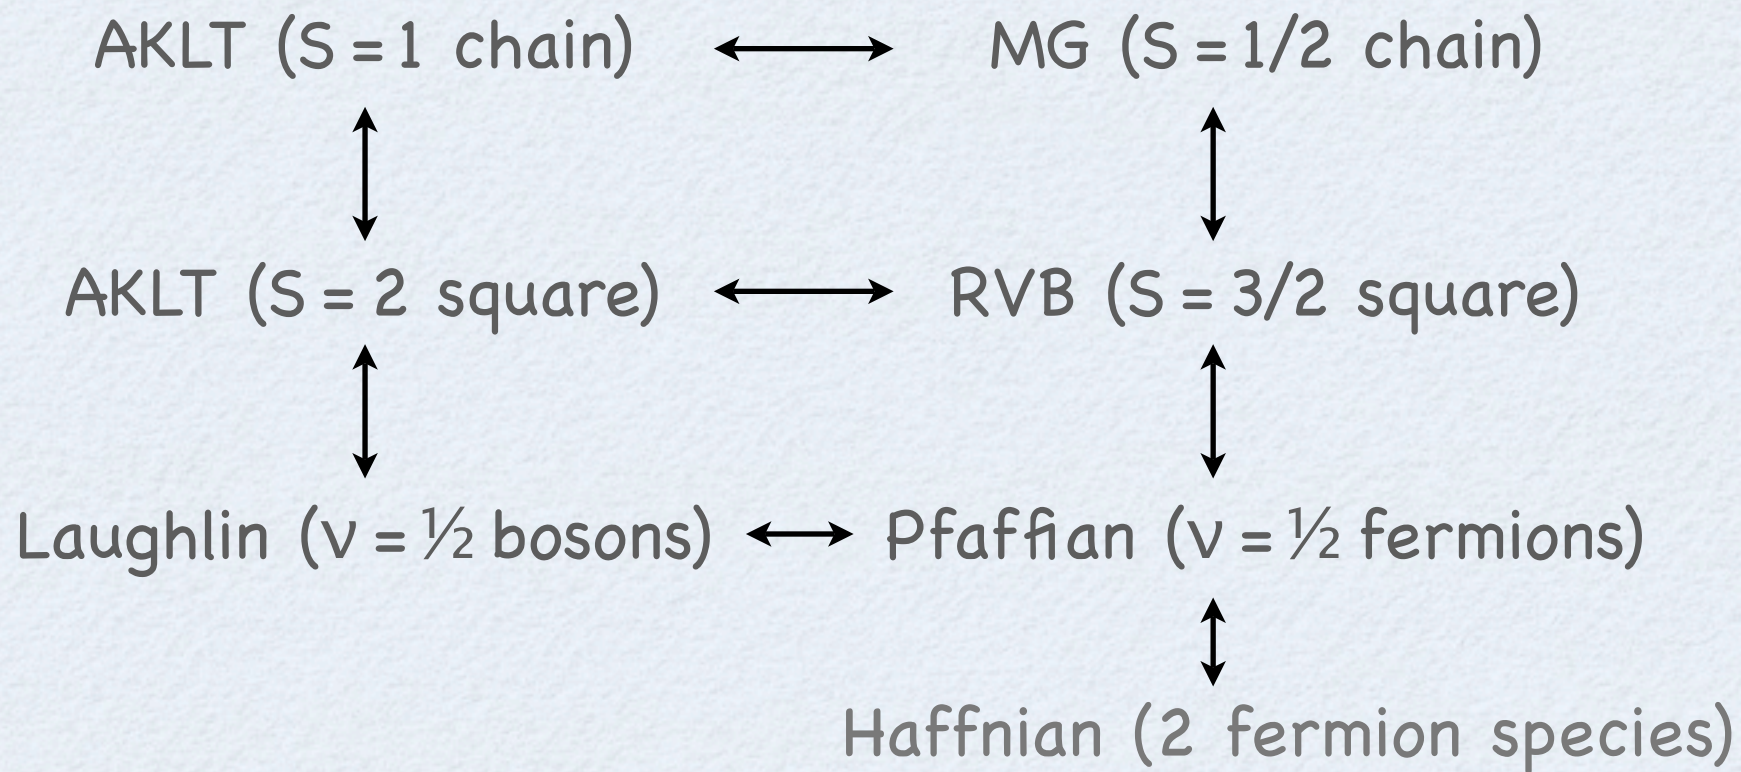 AKLT (S = 1 chain) MG (S = 1/2 chain)
AKLT (S = 2 square) RVB (S = 3/2 square)
Laughlin (ν = ½ bosons) Pfaffian (ν = ½ fermions)
Haffnian (2 fermion species)